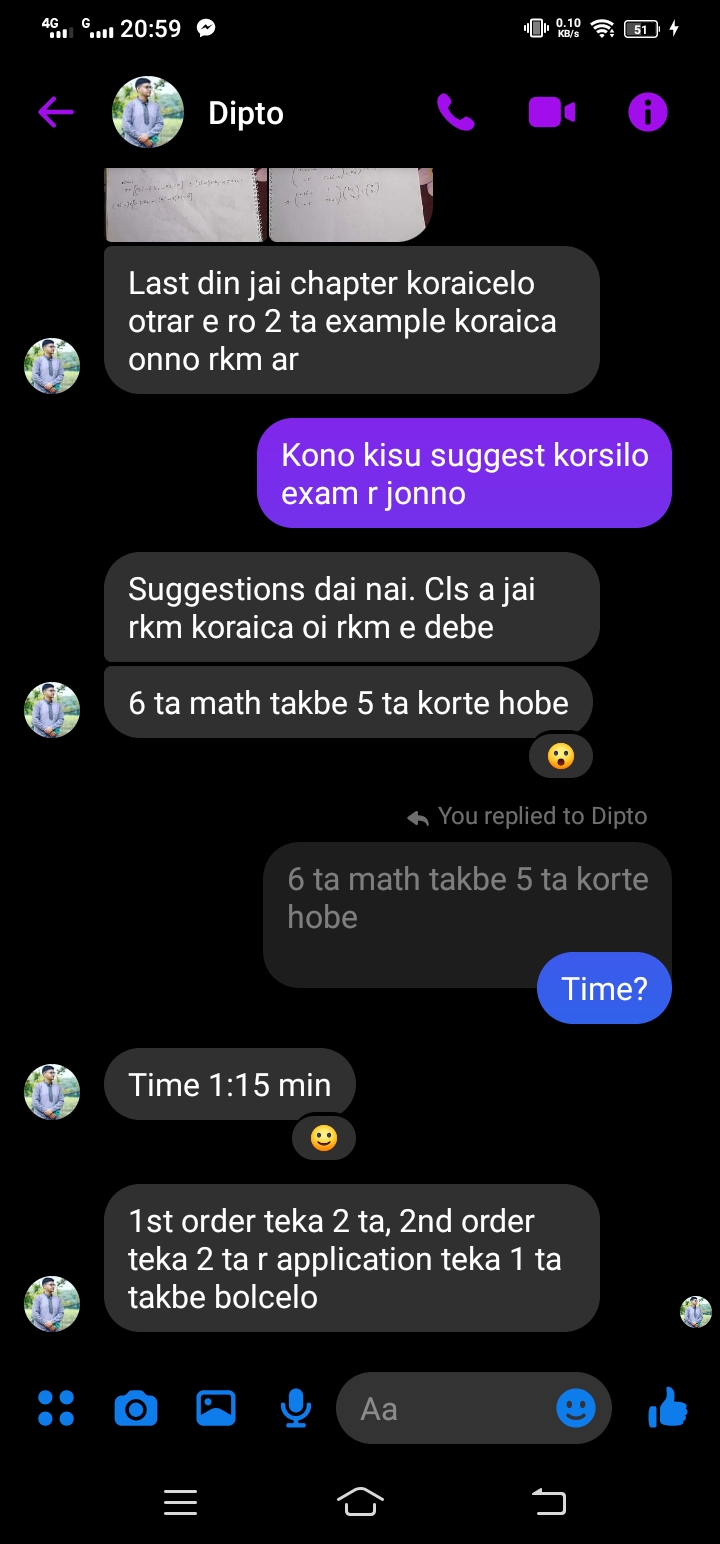 4G G 20:59 0.10 KB/s 51
Dipto
Last din jai chapter koraicelo
otrar e ro 2 ta example koraica
onno rkm ar
Kono kisu suggest korsilo
exam r jonno
Suggestions dai nai. Cls a jai
rkm koraica oi rkm e debe
6 ta math takbe 5 ta korte hobe
You replied to Dipto
6 ta math takbe 5 ta korte
hobe
Time?
Time 1:15 min
1st order teka 2 ta, 2nd order
teka 2 ta r application teka 1 ta
takbe bolcelo
Aa